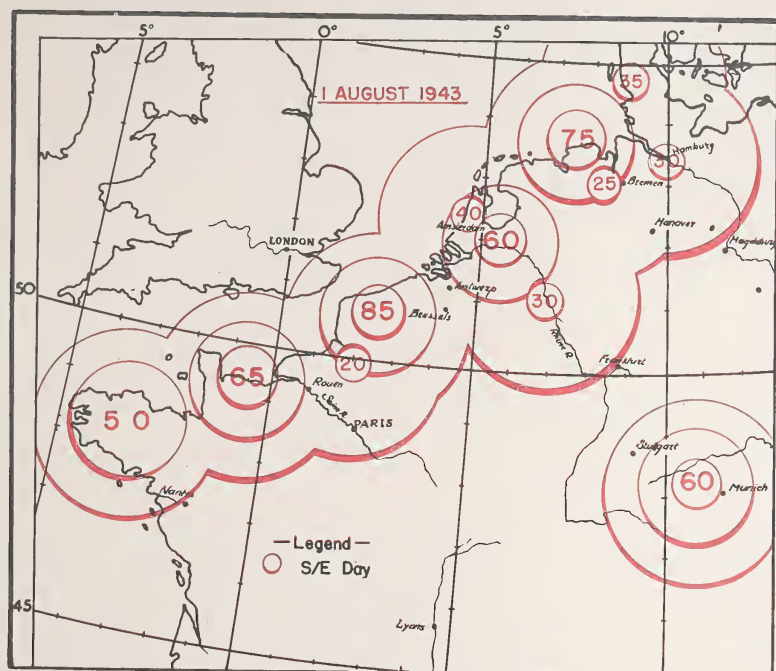 5°
0°
5°
10°
1 AUGUST 1943
35
75
Hamburg
30
25
Bremen
40
Amsterdam
60
Hanover
Magdeburg
LONDON
50
Antwerp
85
Brussels
30
Rhine R.
20
Frankfurt
65
Rouen
Seine R.
50
PARIS
Stuttgart
60
Munich
Nantes
—Legend—
S/E Day
45
Lyons